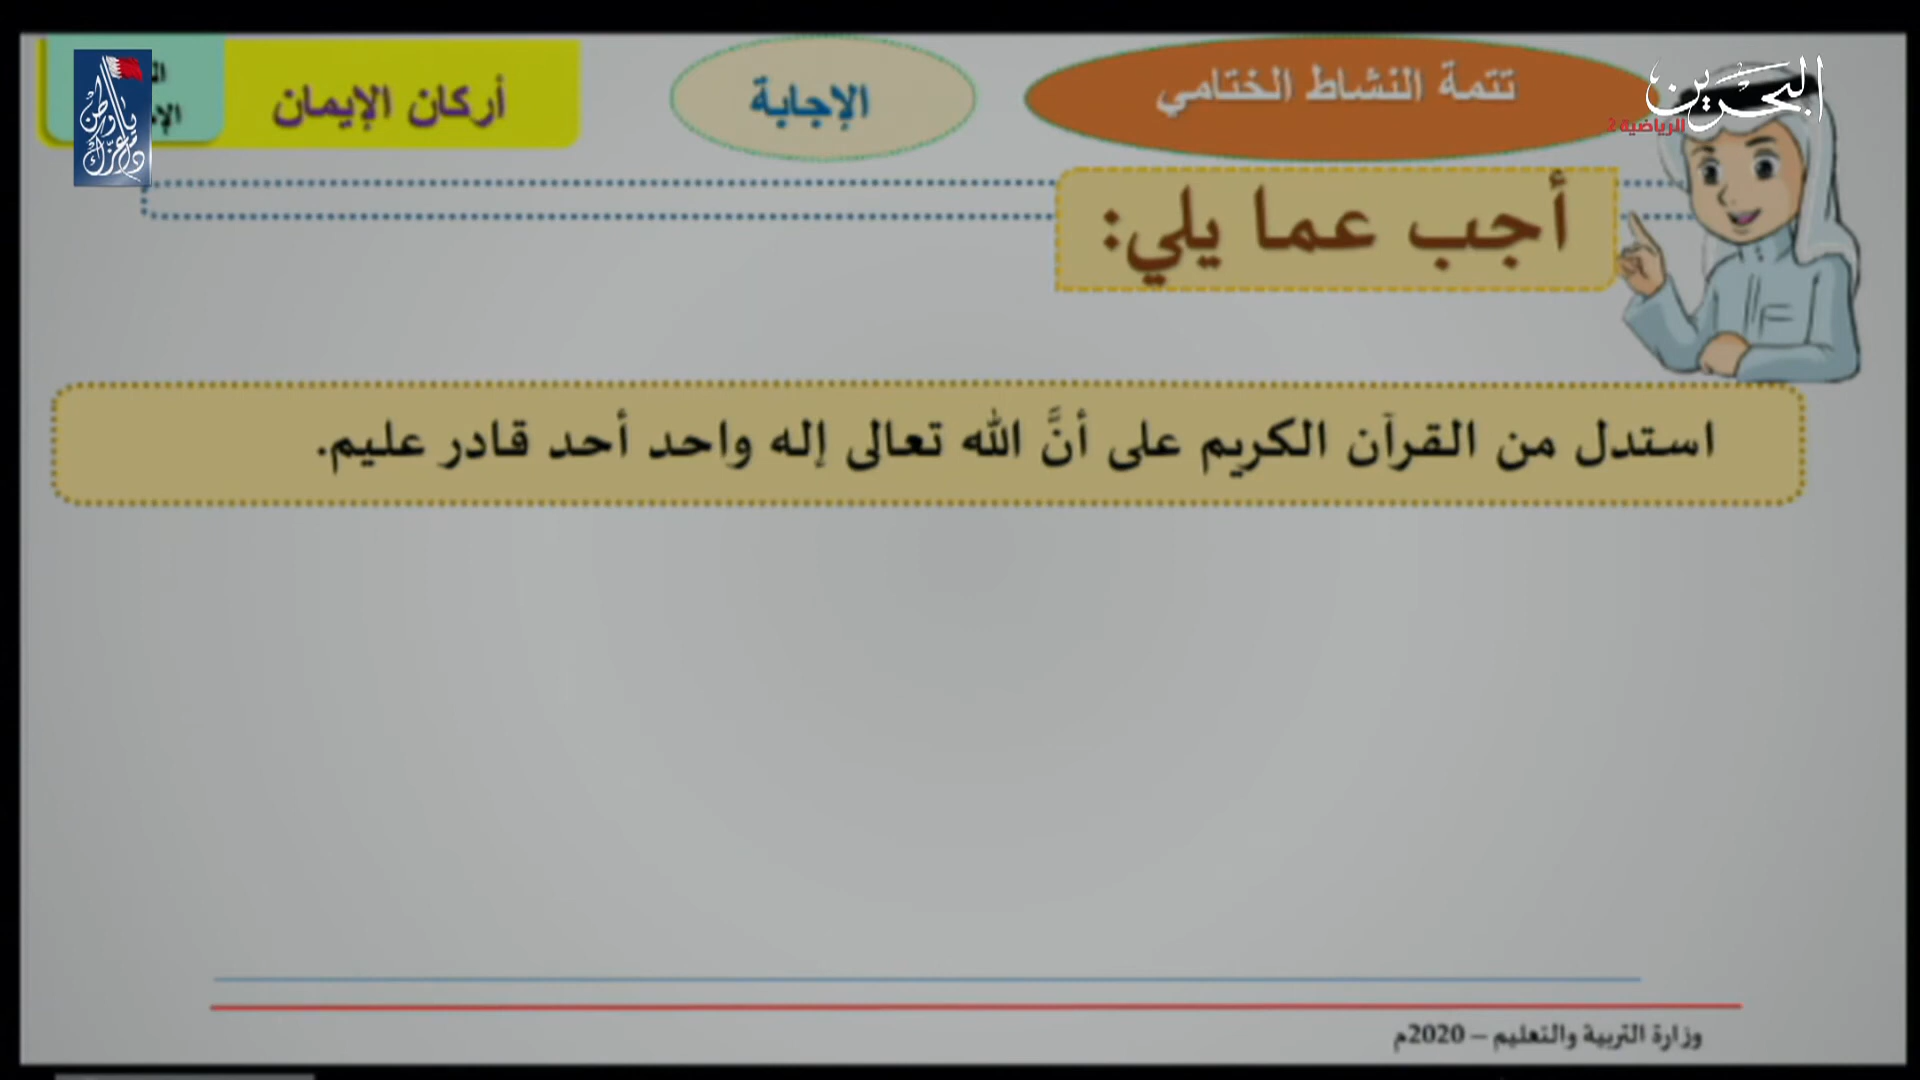 تتمة النشاط الختامي
الإجابة
أركان الإيمان
البحرين
الرياضية 2
أجب عما يلي:
استدل من القرآن الكريم على أنَّ الله تعالى إله واحد أحد قادر عليم.
وزارة التربية والتعليم – 2020م